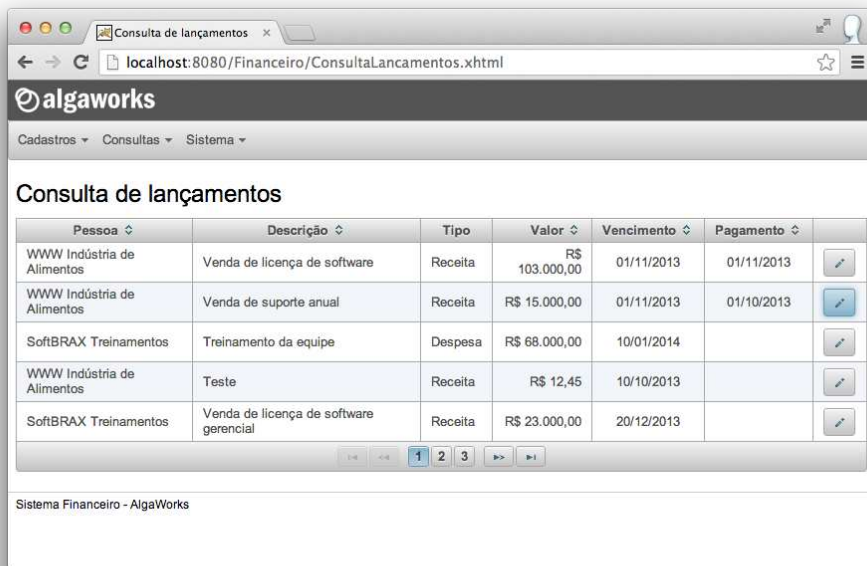 Consulta de lançamentos
localhost:8080/Financeiro/ConsultaLancamentos.xhtml
algaworks
Cadastros Consultas Sistema
Consulta de lançamentos
Pessoa Descrição Tipo Valor Vencimento Pagamento
WWW Indústria de Alimentos Venda de licença de software Receita R$ 103.000,00 01/11/2013 01/11/2013
WWW Indústria de Alimentos Venda de suporte anual Receita R$ 15.000,00 01/11/2013 01/10/2013
SoftBRAX Treinamentos Treinamento da equipe Despesa R$ 68.000,00 10/01/2014
WWW Indústria de Alimentos Teste Receita R$ 12,45 10/10/2013
SoftBRAX Treinamentos Venda de licença de software gerencial Receita R$ 23.000,00 20/12/2013
1 2 3
Sistema Financeiro - AlgaWorks